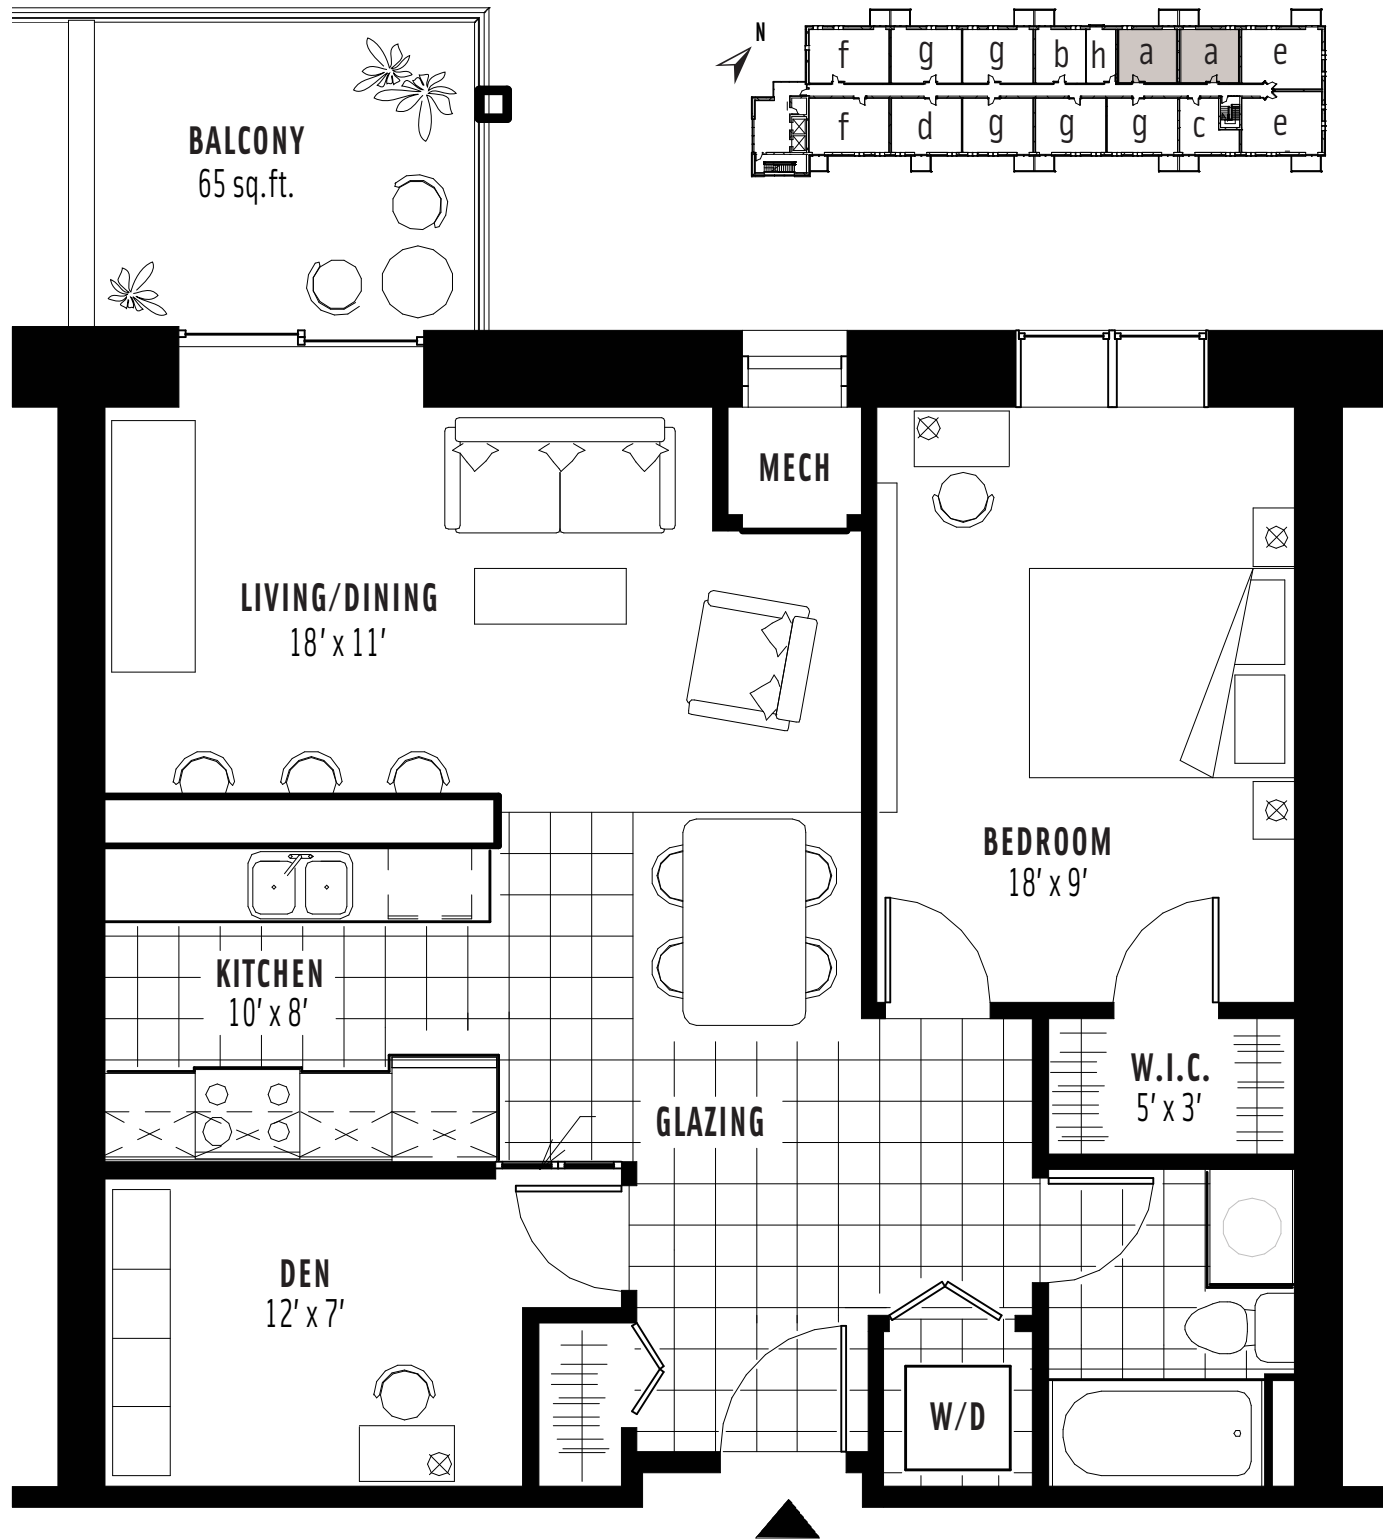 N
f g g b h a a e
f d g g g c e
BALCONY
65 sq.ft.
MECH
LIVING/DINING
18' x 11'
BEDROOM
18' x 9'
KITCHEN
10' x 8'
W.I.C.
5' x 3'
GLAZING
DEN
12' x 7'
W/D